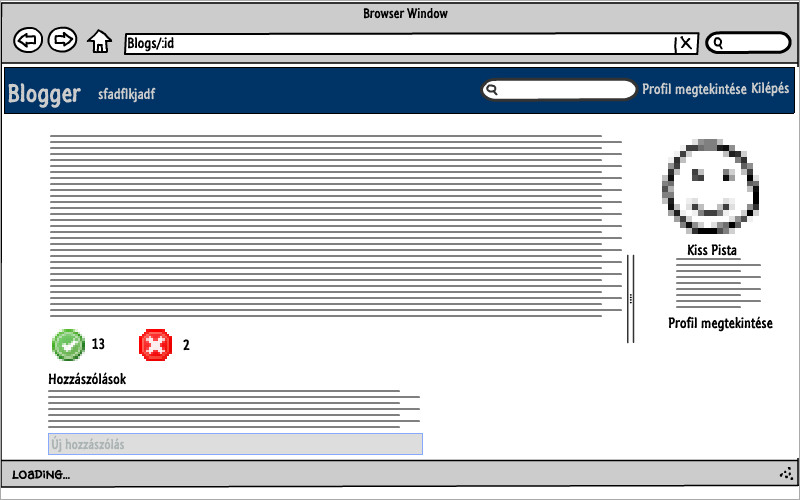 Browser Window
Blogs/:id
Blogger sfadflkjadf Profil megtekintése Kilépés
Kiss Pista
Profil megtekintése
13 2
Hozzászólások
Új hozzászólás
LOADING...